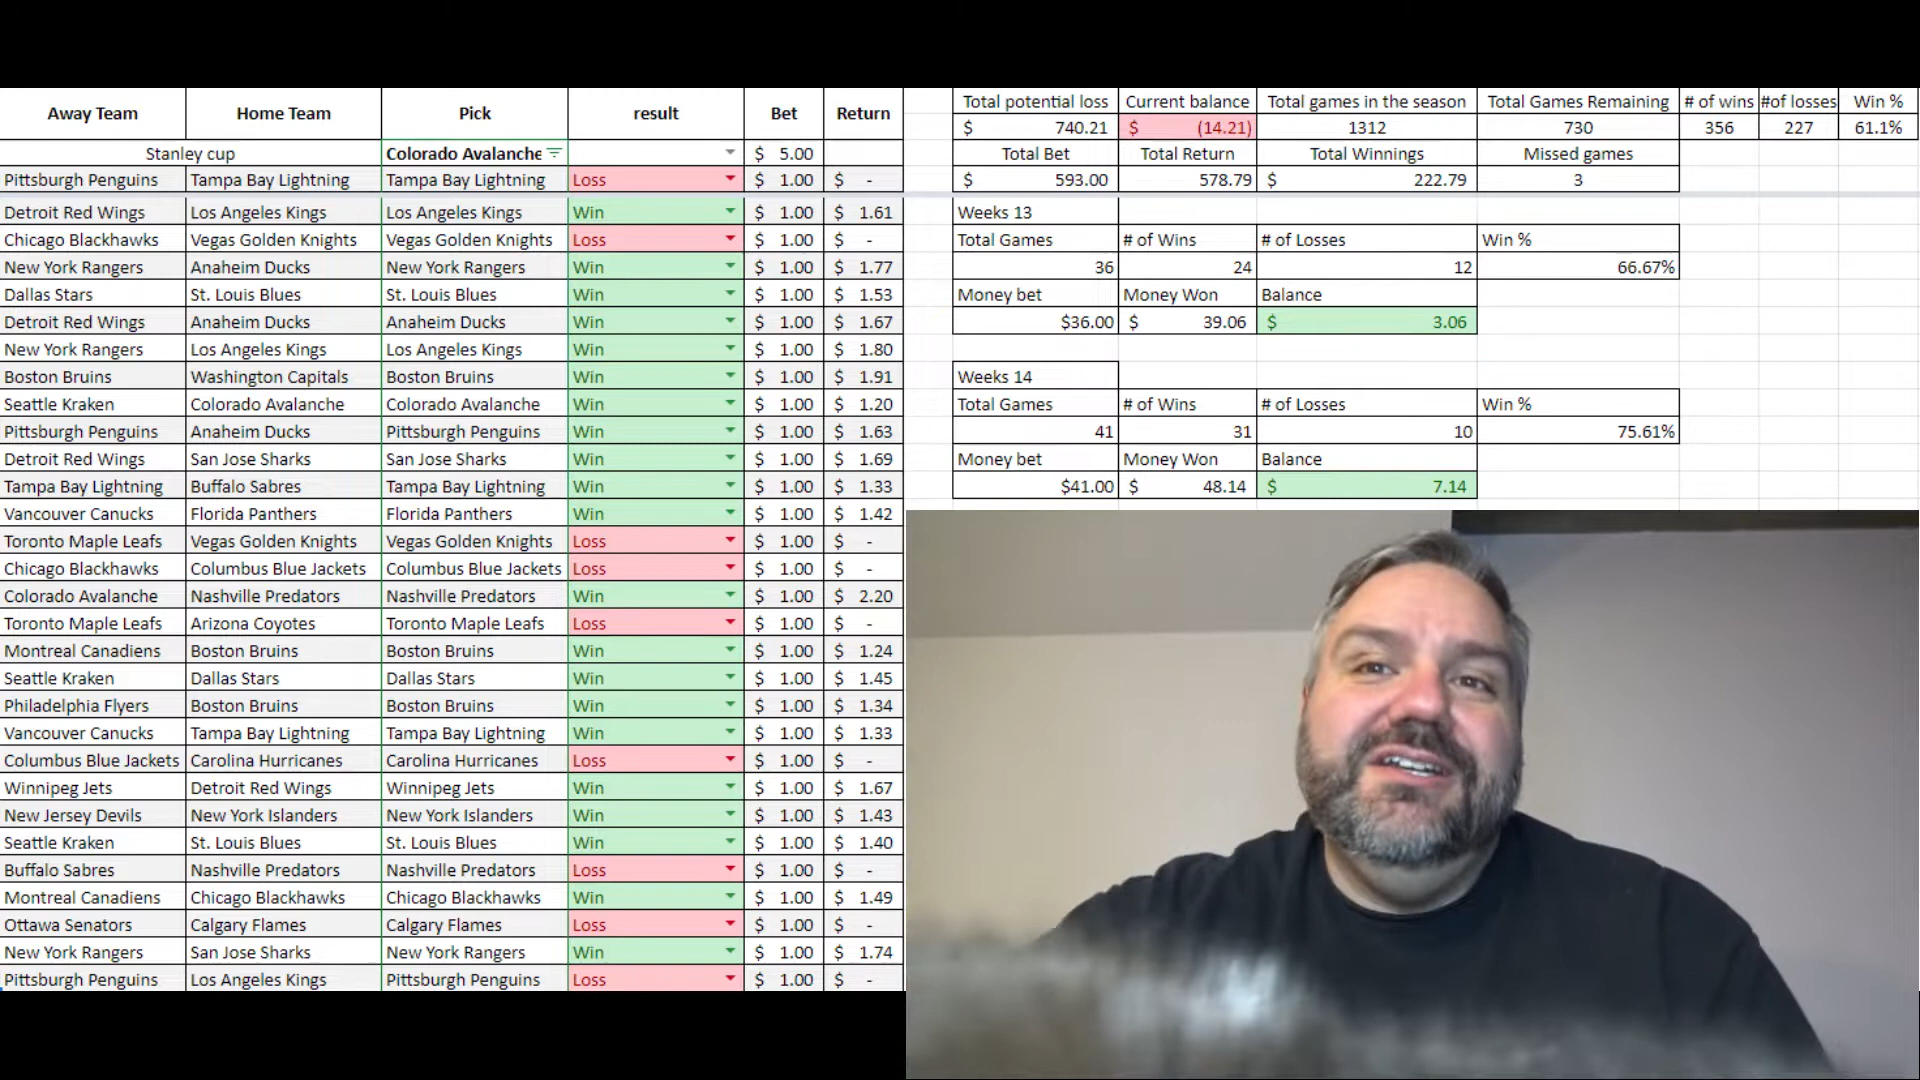 Away Team Home Team Pick result Bet Return
Stanley cup Colorado Avalanche $ 5.00
Pittsburgh Penguins Tampa Bay Lightning Tampa Bay Lightning Loss $ 1.00 $ -
Detroit Red Wings Los Angeles Kings Los Angeles Kings Win $ 1.00 $ 1.61
Chicago Blackhawks Vegas Golden Knights Vegas Golden Knights Loss $ 1.00 $ -
New York Rangers Anaheim Ducks New York Rangers Win $ 1.00 $ 1.77
Dallas Stars St. Louis Blues St. Louis Blues Win $ 1.00 $ 1.53
Detroit Red Wings Anaheim Ducks Anaheim Ducks Win $ 1.00 $ 1.67
New York Rangers Los Angeles Kings Los Angeles Kings Win $ 1.00 $ 1.80
Boston Bruins Washington Capitals Boston Bruins Win $ 1.00 $ 1.91
Seattle Kraken Colorado Avalanche Colorado Avalanche Win $ 1.00 $ 1.20
Pittsburgh Penguins Anaheim Ducks Pittsburgh Penguins Win $ 1.00 $ 1.63
Detroit Red Wings San Jose Sharks San Jose Sharks Win $ 1.00 $ 1.69
Tampa Bay Lightning Buffalo Sabres Tampa Bay Lightning Win $ 1.00 $ 1.33
Vancouver Canucks Florida Panthers Florida Panthers Win $ 1.00 $ 1.42
Toronto Maple Leafs Vegas Golden Knights Vegas Golden Knights Loss $ 1.00 $ -
Chicago Blackhawks Columbus Blue Jackets Columbus Blue Jackets Loss $ 1.00 $ -
Colorado Avalanche Nashville Predators Nashville Predators Win $ 1.00 $ 2.20
Toronto Maple Leafs Arizona Coyotes Toronto Maple Leafs Loss $ 1.00 $ -
Montreal Canadiens Boston Bruins Boston Bruins Win $ 1.00 $ 1.24
Seattle Kraken Dallas Stars Dallas Stars Win $ 1.00 $ 1.45
Philadelphia Flyers Boston Bruins Boston Bruins Win $ 1.00 $ 1.34
Vancouver Canucks Tampa Bay Lightning Tampa Bay Lightning Win $ 1.00 $ 1.33
Columbus Blue Jackets Carolina Hurricanes Carolina Hurricanes Loss $ 1.00 $ -
Winnipeg Jets Detroit Red Wings Winnipeg Jets Win $ 1.00 $ 1.67
New Jersey Devils New York Islanders New York Islanders Win $ 1.00 $ 1.43
Seattle Kraken St. Louis Blues St. Louis Blues Win $ 1.00 $ 1.40
Buffalo Sabres Nashville Predators Nashville Predators Loss $ 1.00 $ -
Montreal Canadiens Chicago Blackhawks Chicago Blackhawks Win $ 1.00 $ 1.49
Ottawa Senators Calgary Flames Calgary Flames Loss $ 1.00 $ -
New York Rangers San Jose Sharks New York Rangers Win $ 1.00 $ 1.74
Pittsburgh Penguins Los Angeles Kings Pittsburgh Penguins Loss $ 1.00 $ -
Total potential loss Current balance Total games in the season Total Games Remaining # of wins #of losses Win %
$ 740.21 $ (14.21) 1312 730 356 227 61.1%
Total Bet Total Return Total Winnings Missed games
$ 593.00 578.79 $ 222.79 3
Weeks 13
Total Games # of Wins # of Losses Win %
36 24 12 66.67%
Money bet Money Won Balance
$36.00 $ 39.06 $ 3.06
Weeks 14
Total Games # of Wins # of Losses Win %
41 31 10 75.61%
Money bet Money Won Balance
$41.00 $ 48.14 $ 7.14